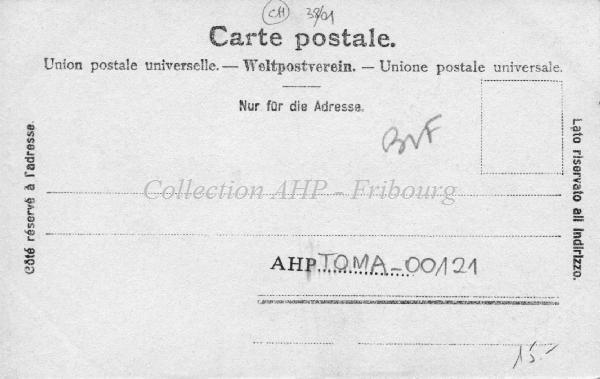 CH 38/01
Carte postale.
Union postale universelle. — Weltpostverein. — Unione postale universale.
Nur für die Adresse.
Côté réservé à l'adresse.
Lato riservato all indirizzo.
Collection AHP - Fribourg
AHP TOMA-00121
15.-